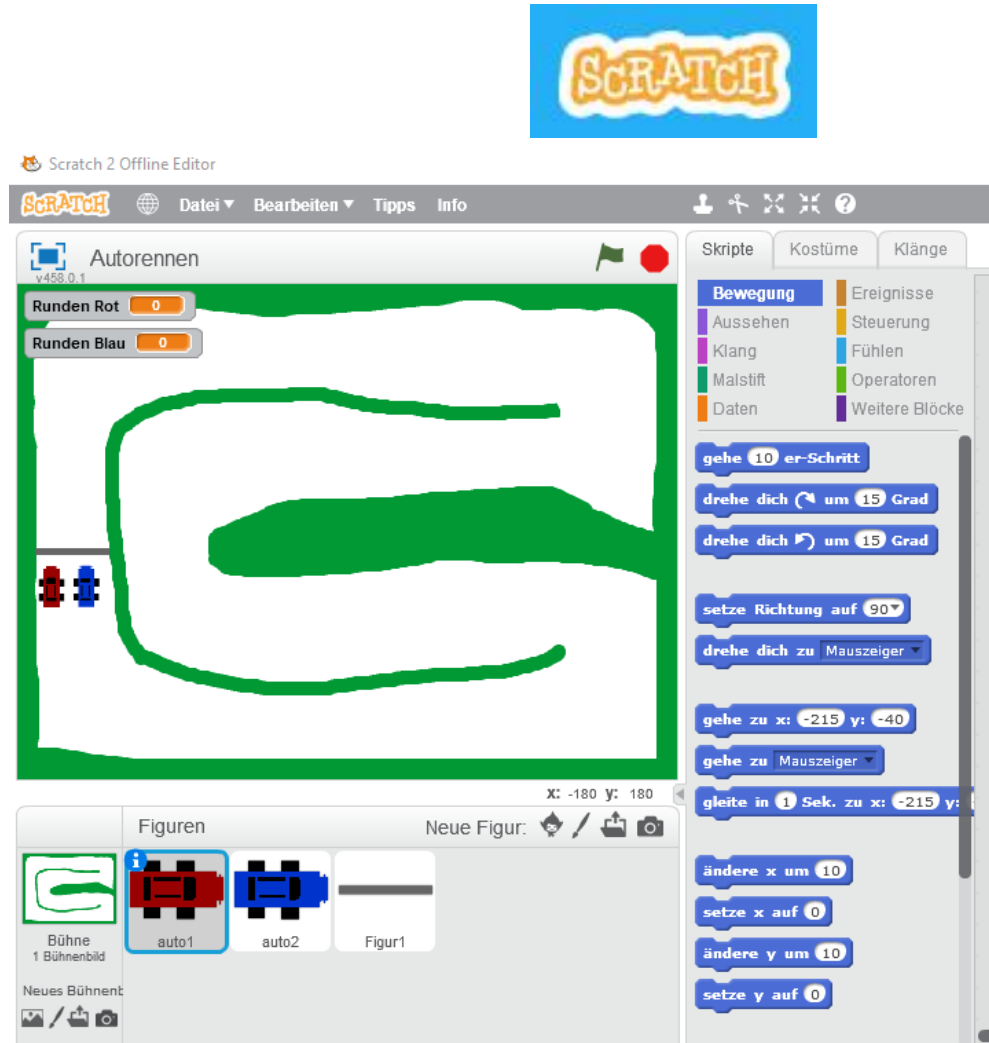 SCRATCH
Scratch 2 Offline Editor
SCRATCH Datei Bearbeiten Tipps Info
Autorennen
v458.0.1
Runden Rot 0
Runden Blau 0
x: -180 y: 180
Figuren Neue Figur:
Bühne
1 Bühnenbild
Neues Bühnent
auto1 auto2 Figur1
Skripte Kostüme Klänge
Bewegung Ereignisse
Aussehen Steuerung
Klang Fühlen
Malstift Operatoren
Daten Weitere Blöcke
gehe 10 er-Schritt
drehe dich um 15 Grad
drehe dich um 15 Grad
setze Richtung auf 90
drehe dich zu Mauszeiger
gehe zu x: -215 y: -40
gehe zu Mauszeiger
gleite in 1 Sek. zu x: -215 y:
ändere x um 10
setze x auf 0
ändere y um 10
setze y auf 0